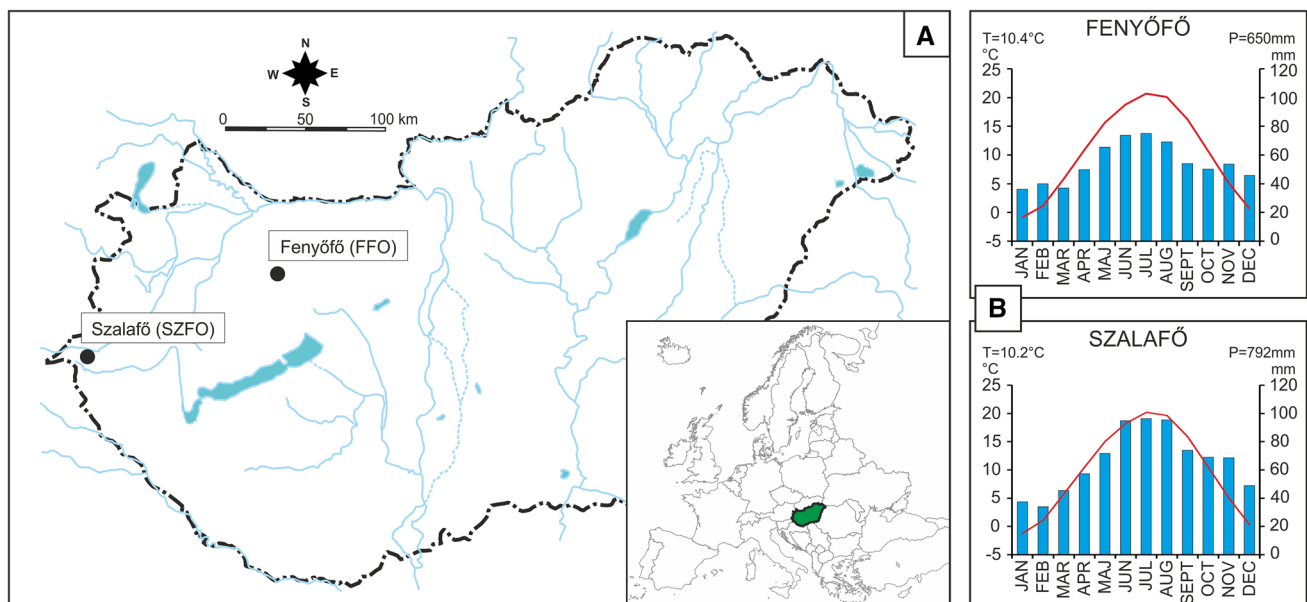 A
N
W E
S
0 50 100 km
Fenyőfő (FFO)
Szalafő (SZFO)
B
FENYŐFŐ
T=10.4°C P=650mm
°C mm
25 120
20 100
15 80
10 60
5 40
0 20
-5 0
JAN FEB MAR APR MAJ JUN JUL AUG SEPT OCT NOV DEC
SZALAFŐ
T=10.2°C P=792mm
°C mm
25 120
20 100
15 80
10 60
5 40
0 20
-5 0
JAN FEB MAR APR MAJ JUN JUL AUG SEPT OCT NOV DEC